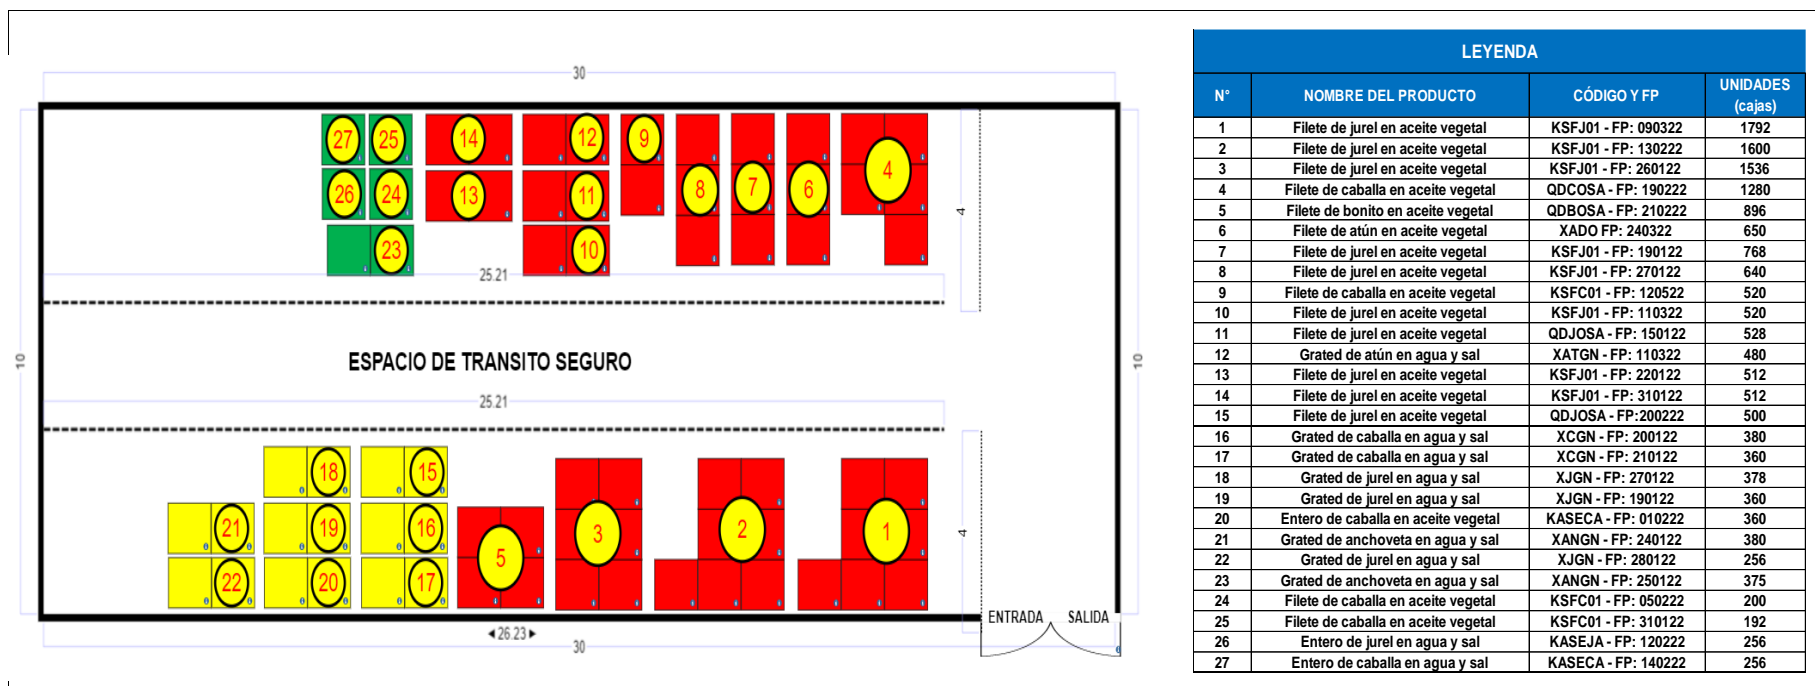 30
27 25 14 12 9 4
26 24 13 11 8 7 6
23 10
25.21
4
10
10
ESPACIO DE TRANSITO SEGURO
25.21
4
18 15
21 19 16 3 2 1
22 20 17 5
ENTRADA SALIDA
26.23
30
LEYENDA
N° NOMBRE DEL PRODUCTO CÓDIGO Y FP UNIDADES (cajas)
1 Filete de jurel en aceite vegetal KSFJ01 - FP: 090322 1792
2 Filete de jurel en aceite vegetal KSFJ01 - FP: 130222 1600
3 Filete de jurel en aceite vegetal KSFJ01 - FP: 260122 1536
4 Filete de caballa en aceite vegetal QDCOSA - FP: 190222 1280
5 Filete de bonito en aceite vegetal QDBOSA - FP: 210222 896
6 Filete de atún en aceite vegetal XADO FP: 240322 650
7 Filete de jurel en aceite vegetal KSFJ01 - FP: 190122 768
8 Filete de jurel en aceite vegetal KSFJ01 - FP: 270122 640
9 Filete de caballa en aceite vegetal KSFC01 - FP: 120522 520
10 Filete de jurel en aceite vegetal KSFJ01 - FP: 110322 520
11 Filete de jurel en aceite vegetal QDJOSA - FP: 150122 528
12 Grated de atún en agua y sal XATGN - FP: 110322 480
13 Filete de jurel en aceite vegetal KSFJ01 - FP: 220122 512
14 Filete de jurel en aceite vegetal KSFJ01 - FP: 310122 512
15 Filete de jurel en aceite vegetal QDJOSA - FP:200222 500
16 Grated de caballa en agua y sal XCGN - FP: 200122 380
17 Grated de caballa en agua y sal XCGN - FP: 210122 360
18 Grated de jurel en agua y sal XJGN - FP: 270122 378
19 Grated de jurel en agua y sal XJGN - FP: 190122 360
20 Entero de caballa en aceite vegetal KASECA - FP: 010222 360
21 Grated de anchoveta en agua y sal XANGN - FP: 240122 380
22 Grated de jurel en agua y sal XJGN - FP: 280122 256
23 Grated de anchoveta en agua y sal XANGN - FP: 250122 375
24 Filete de caballa en aceite vegetal KSFC01 - FP: 050222 200
25 Filete de caballa en aceite vegetal KSFC01 - FP: 310122 192
26 Entero de jurel en agua y sal KASEJA - FP: 120222 256
27 Entero de caballa en agua y sal KASECA - FP: 140222 256